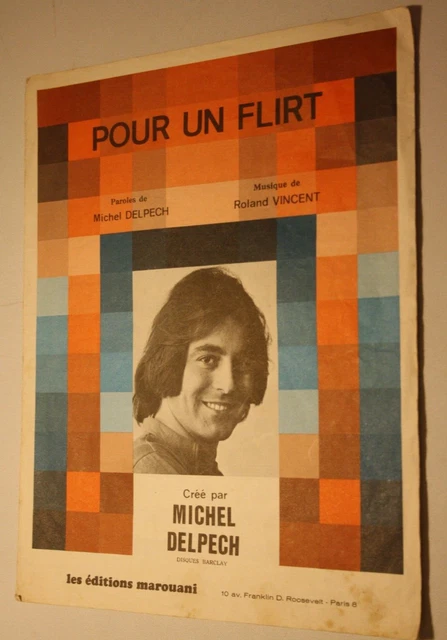 POUR UN FLIRT
Paroles de
Michel DELPECH
Musique de
Roland VINCENT
Créé par
MICHEL
DELPECH
DISQUES BARCLAY
les éditions marouani
10 av. Franklin D. Roosevelt - Paris 8